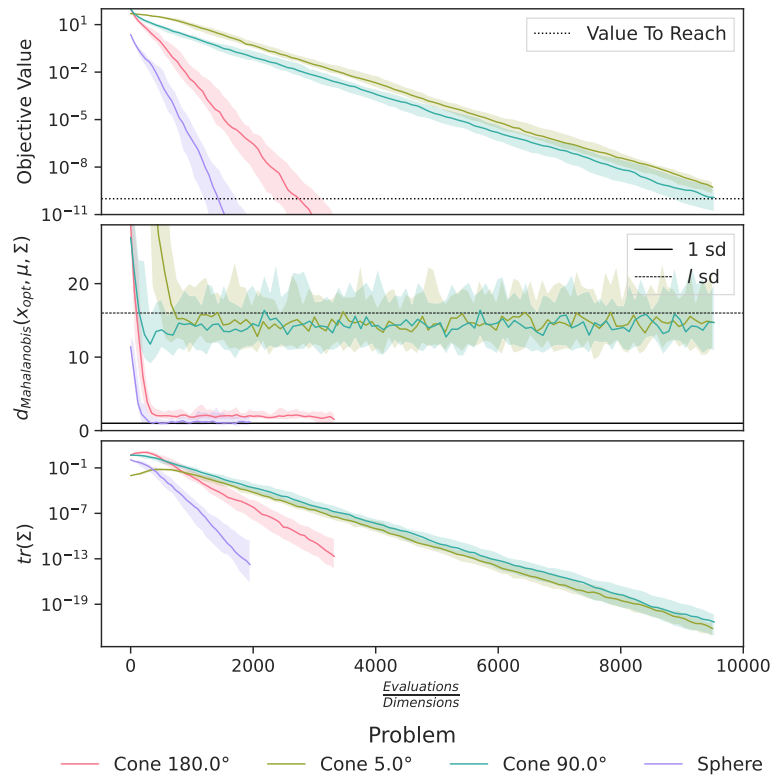 Objective Value
10^1
10^-2
10^-5
10^-8
10^-11
Value To Reach
d_Mahalanobis(x_opt, μ, Σ)
20
10
0
1 sd
l sd
tr(Σ)
10^-1
10^-7
10^-13
10^-19
0 2000 4000 6000 8000 10000
Evaluations
Dimensions
Problem
Cone 180.0° Cone 5.0° Cone 90.0° Sphere